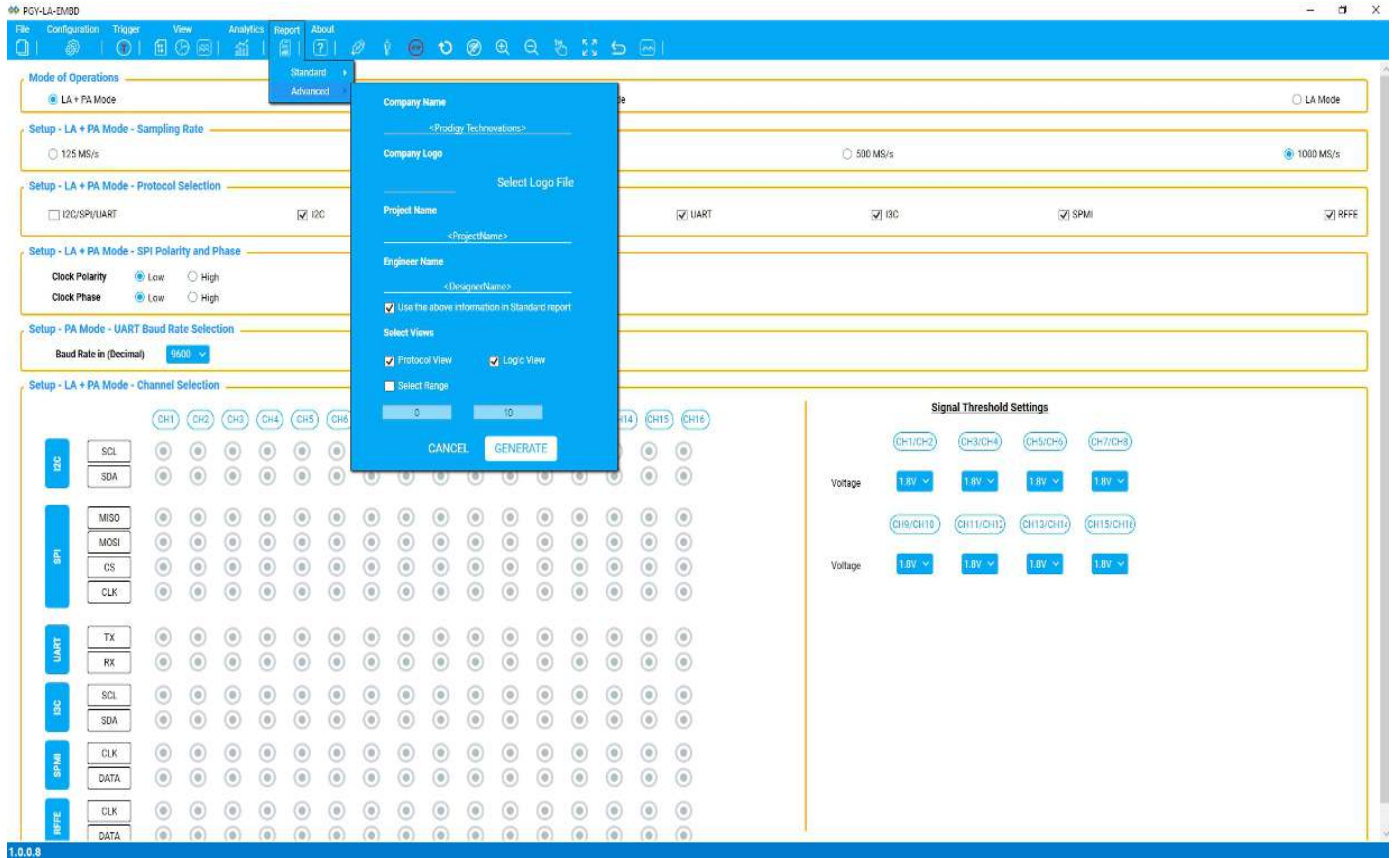 PGY-LA-EMBD
File Configuration Trigger View Analytics Report About
Standard
Advanced
Mode of Operations
LA + PA Mode
LA Mode
Setup - LA + PA Mode - Sampling Rate
125 MS/s 500 MS/s 1000 MS/s
Setup - LA + PA Mode - Protocol Selection
I2C/SPI/UART I2C UART I3C SPMI RFFE
Setup - LA + PA Mode - SPI Polarity and Phase
Clock Polarity Low High
Clock Phase Low High
Setup - PA Mode - UART Baud Rate Selection
Baud Rate in (Decimal) 9600
Company Name
<Prodigy Technovations>
Company Logo
Select Logo File
Project Name
<ProjectName>
Engineer Name
<DesignerName>
Use the above information in Standard report
Select Views
Protocol View Logic View
Select Range
0 10
CANCEL GENERATE
Setup - LA + PA Mode - Channel Selection
CH1 CH2 CH3 CH4 CH5 CH6 CH15 CH16
I2C
SCL
SDA
SPI
MISO
MOSI
CS
CLK
UART
TX
RX
I3C
SCL
SDA
SPMI
CLK
DATA
RFFE
CLK
DATA
Signal Threshold Settings
CH1/CH2 CH3/CH4 CH5/CH6 CH7/CH8
Voltage 1.8V 1.8V 1.8V 1.8V
CH9/CH10 CH11/CH12 CH13/CH14 CH15/CH16
Voltage 1.8V 1.8V 1.8V 1.8V
1.0.0.8